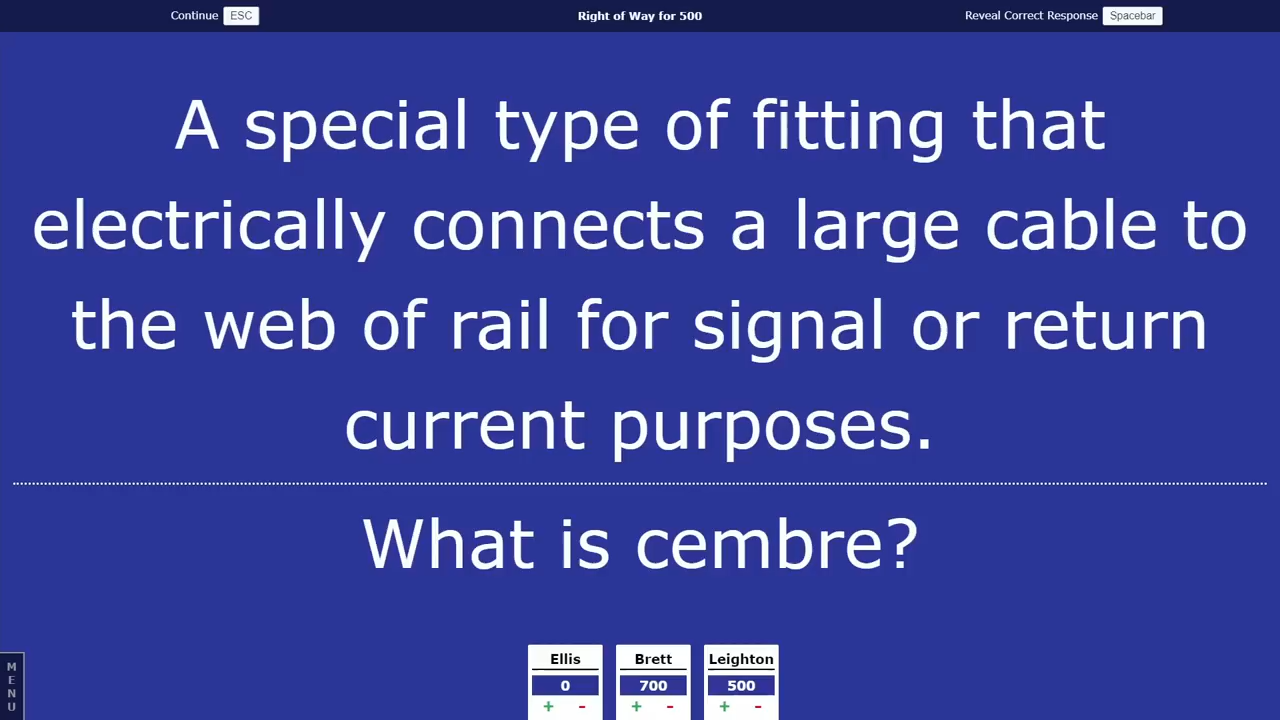 Continue ESC Right of Way for 500 Reveal Correct Response Spacebar
A special type of fitting that
electrically connects a large cable to
the web of rail for signal or return
current purposes.
What is cembre?
MENU
Ellis Brett Leighton
0 700 500
+ - + - + -